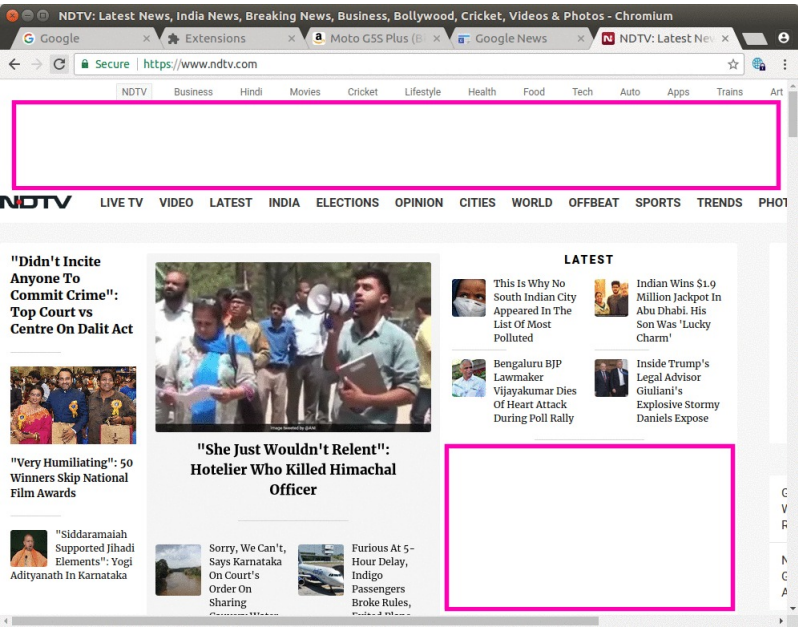 NDTV: Latest News, India News, Breaking News, Business, Bollywood, Cricket, Videos & Photos - Chromium
Google
Extensions
Moto G5S Plus (Bl
Google News
NDTV: Latest New
Secure
https://www.ndtv.com
NDTV Business Hindi Movies Cricket Lifestyle Health Food Tech Auto Apps Trains Art
NDTV LIVE TV VIDEO LATEST INDIA ELECTIONS OPINION CITIES WORLD OFFBEAT SPORTS TRENDS PHOT
"Didn't Incite
Anyone To
Commit Crime":
Top Court vs
Centre On Dalit Act
"Very Humiliating": 50
Winners Skip National
Film Awards
"Siddaramaiah
Supported Jihadi
Elements": Yogi
Adityanath In Karnataka
"She Just Wouldn't Relent":
Hotelier Who Killed Himachal
Officer
Sorry, We Can't,
Says Karnataka
On Court's
Order On
Sharing
Cauvery Water
Furious At 5-
Hour Delay,
Indigo
Passengers
Broke Rules,
LATEST
This Is Why No
South Indian City
Appeared In The
List Of Most
Polluted
Indian Wins $1.9
Million Jackpot In
Abu Dhabi. His
Son Was 'Lucky
Charm'
Bengaluru BJP
Lawmaker
Vijayakumar Dies
Of Heart Attack
During Poll Rally
Inside Trump's
Legal Advisor
Giuliani's
Explosive Stormy
Daniels Expose